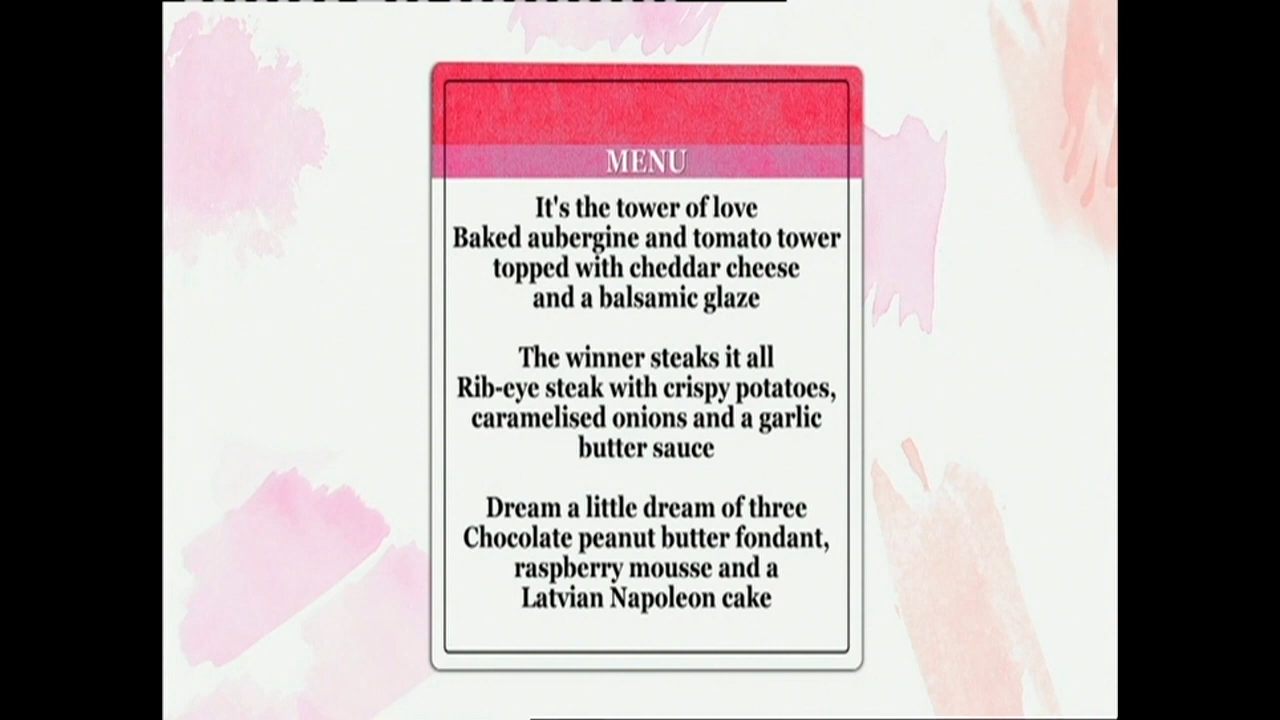 MENU
It's the tower of love
Baked aubergine and tomato tower
topped with cheddar cheese
and a balsamic glaze
The winner steaks it all
Rib-eye steak with crispy potatoes,
caramelised onions and a garlic
butter sauce
Dream a little dream of three
Chocolate peanut butter fondant,
raspberry mousse and a
Latvian Napoleon cake